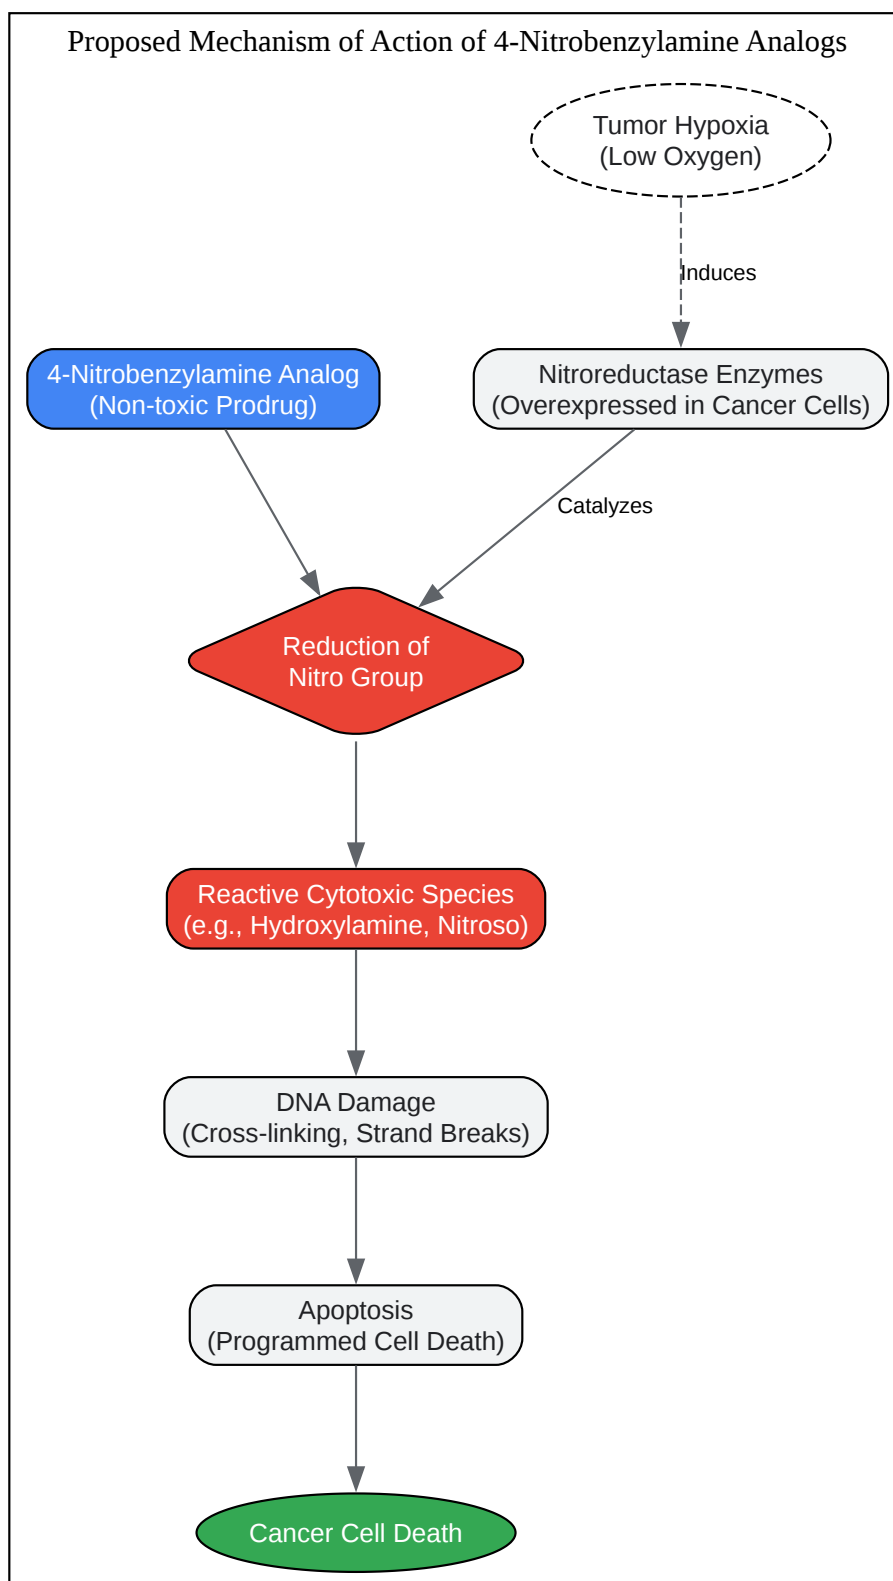 Proposed Mechanism of Action of 4-Nitrobenzylamine Analogs
Tumor Hypoxia
(Low Oxygen)
Induces
4-Nitrobenzylamine Analog
(Non-toxic Prodrug)
Nitroreductase Enzymes
(Overexpressed in Cancer Cells)
Catalyzes
Reduction of
Nitro Group
Reactive Cytotoxic Species
(e.g., Hydroxylamine, Nitroso)
DNA Damage
(Cross-linking, Strand Breaks)
Apoptosis
(Programmed Cell Death)
Cancer Cell Death